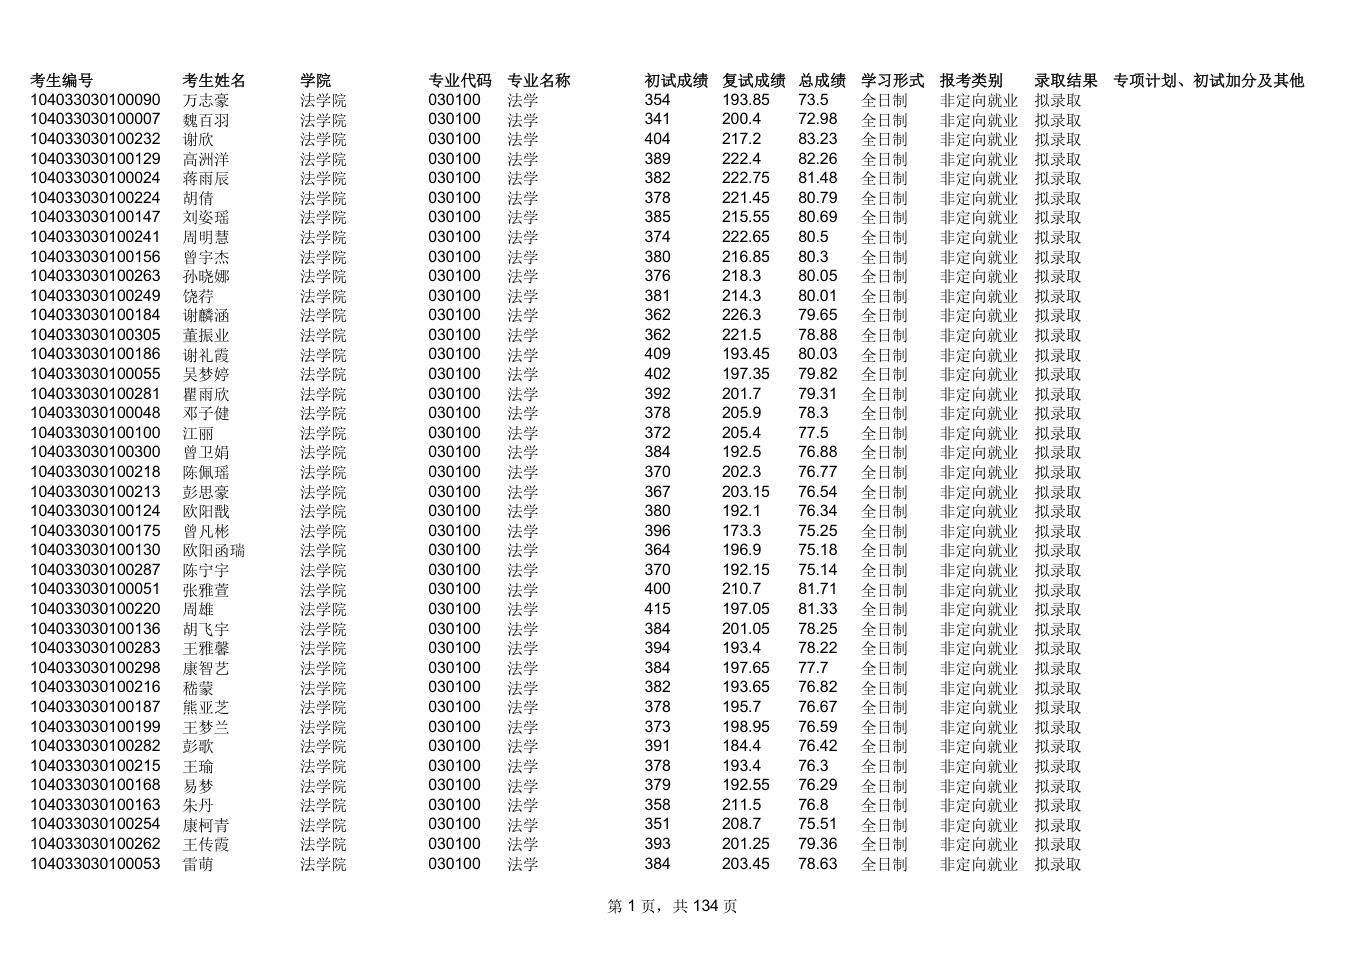 考生编号 考生姓名 学院 专业代码 专业名称 初试成绩 复试成绩 总成绩 学习形式 报考类别 录取结果 专项计划、初试加分及其他
104033030100090 万志豪 法学院 030100 法学 354 193.85 73.5 全日制 非定向就业 拟录取
104033030100007 魏百羽 法学院 030100 法学 341 200.4 72.98 全日制 非定向就业 拟录取
104033030100232 谢欣 法学院 030100 法学 404 217.2 83.23 全日制 非定向就业 拟录取
104033030100129 高洲洋 法学院 030100 法学 389 222.4 82.26 全日制 非定向就业 拟录取
104033030100024 蒋雨辰 法学院 030100 法学 382 222.75 81.48 全日制 非定向就业 拟录取
104033030100224 胡倩 法学院 030100 法学 378 221.45 80.79 全日制 非定向就业 拟录取
104033030100147 刘姿瑶 法学院 030100 法学 385 215.55 80.69 全日制 非定向就业 拟录取
104033030100241 周明慧 法学院 030100 法学 374 222.65 80.5 全日制 非定向就业 拟录取
104033030100156 曾宇杰 法学院 030100 法学 380 216.85 80.3 全日制 非定向就业 拟录取
104033030100263 孙晓娜 法学院 030100 法学 376 218.3 80.05 全日制 非定向就业 拟录取
104033030100249 饶荇 法学院 030100 法学 381 214.3 80.01 全日制 非定向就业 拟录取
104033030100184 谢麟涵 法学院 030100 法学 362 226.3 79.65 全日制 非定向就业 拟录取
104033030100305 董振业 法学院 030100 法学 362 221.5 78.88 全日制 非定向就业 拟录取
104033030100186 谢礼霞 法学院 030100 法学 409 193.45 80.03 全日制 非定向就业 拟录取
104033030100055 吴梦婷 法学院 030100 法学 402 197.35 79.82 全日制 非定向就业 拟录取
104033030100281 瞿雨欣 法学院 030100 法学 392 201.7 79.31 全日制 非定向就业 拟录取
104033030100048 邓子健 法学院 030100 法学 378 205.9 78.3 全日制 非定向就业 拟录取
104033030100100 江丽 法学院 030100 法学 372 205.4 77.5 全日制 非定向就业 拟录取
104033030100300 曾卫娟 法学院 030100 法学 384 192.5 76.88 全日制 非定向就业 拟录取
104033030100218 陈佩瑶 法学院 030100 法学 370 202.3 76.77 全日制 非定向就业 拟录取
104033030100213 彭思豪 法学院 030100 法学 367 203.15 76.54 全日制 非定向就业 拟录取
104033030100124 欧阳戬 法学院 030100 法学 380 192.1 76.34 全日制 非定向就业 拟录取
104033030100175 曾凡彬 法学院 030100 法学 396 173.3 75.25 全日制 非定向就业 拟录取
104033030100130 欧阳函瑞 法学院 030100 法学 364 196.9 75.18 全日制 非定向就业 拟录取
104033030100287 陈宁宇 法学院 030100 法学 370 192.15 75.14 全日制 非定向就业 拟录取
104033030100051 张雅萱 法学院 030100 法学 400 210.7 81.71 全日制 非定向就业 拟录取
104033030100220 周雄 法学院 030100 法学 415 197.05 81.33 全日制 非定向就业 拟录取
104033030100136 胡飞宇 法学院 030100 法学 384 201.05 78.25 全日制 非定向就业 拟录取
104033030100283 王雅馨 法学院 030100 法学 394 193.4 78.22 全日制 非定向就业 拟录取
104033030100298 康智艺 法学院 030100 法学 384 197.65 77.7 全日制 非定向就业 拟录取
104033030100216 嵇蒙 法学院 030100 法学 382 193.65 76.82 全日制 非定向就业 拟录取
104033030100187 熊亚芝 法学院 030100 法学 378 195.7 76.67 全日制 非定向就业 拟录取
104033030100199 王梦兰 法学院 030100 法学 373 198.95 76.59 全日制 非定向就业 拟录取
104033030100282 彭歌 法学院 030100 法学 391 184.4 76.42 全日制 非定向就业 拟录取
104033030100215 王瑜 法学院 030100 法学 378 193.4 76.3 全日制 非定向就业 拟录取
104033030100168 易梦 法学院 030100 法学 379 192.55 76.29 全日制 非定向就业 拟录取
104033030100163 朱丹 法学院 030100 法学 358 211.5 76.8 全日制 非定向就业 拟录取
104033030100254 康柯青 法学院 030100 法学 351 208.7 75.51 全日制 非定向就业 拟录取
104033030100262 王传霞 法学院 030100 法学 393 201.25 79.36 全日制 非定向就业 拟录取
104033030100053 雷萌 法学院 030100 法学 384 203.45 78.63 全日制 非定向就业 拟录取
第 1 页，共 134 页